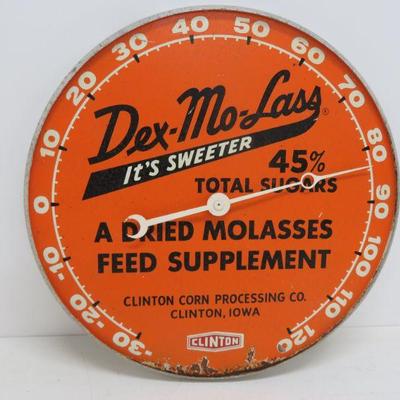 -30 -20 -10 0 10 20 30 40 50 60 70 80 90 100 110 120
Dex-Mo-Lass®
IT'S SWEETER
45%
TOTAL SUGARS
A DRIED MOLASSES
FEED SUPPLEMENT
CLINTON CORN PROCESSING CO.
CLINTON, IOWA
CLINTON